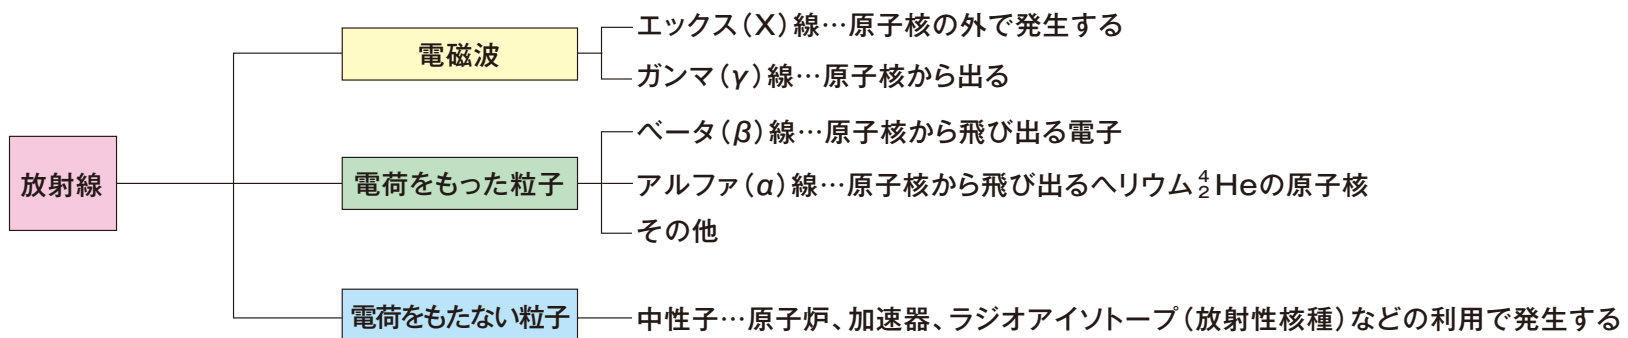 放射線
電磁波
エックス（X）線…原子核の外で発生する
ガンマ（γ）線…原子核から出る
電荷をもった粒子
ベータ（β）線…原子核から飛び出る電子
アルファ（α）線…原子核から飛び出るヘリウム⁴₂Heの原子核
その他
電荷をもたない粒子
中性子…原子炉、加速器、ラジオアイソトープ（放射性核種）などの利用で発生する